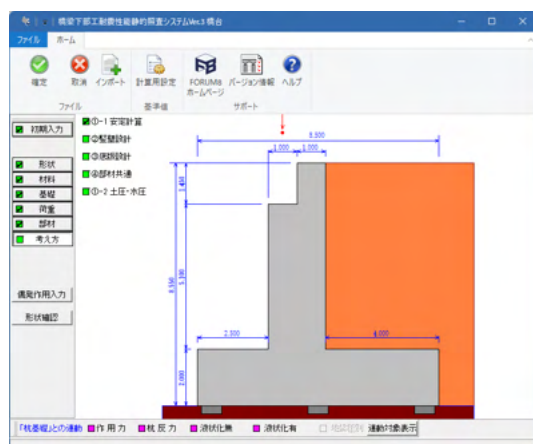 橋梁下部工耐震性能静的照査システムVer.3 橋台
ファイル ホーム
確定 取消 インポート 計算用設定 FORUM8 ホームページ バージョン情報 ヘルプ
ファイル 基準値 サポート
初期入力
形状
材料
基礎
荷重
部材
考え方
偶発作用入力
形状確認
①-1 安定計算
②竪壁設計
③底版設計
④部材共通
①-2 土圧・水圧
8.500
1.000 1.000
5.100
2.500
4.000
2.000
「杭基礎」との連動 作用力 杭反力 液状化無 液状化有 連動対象表示